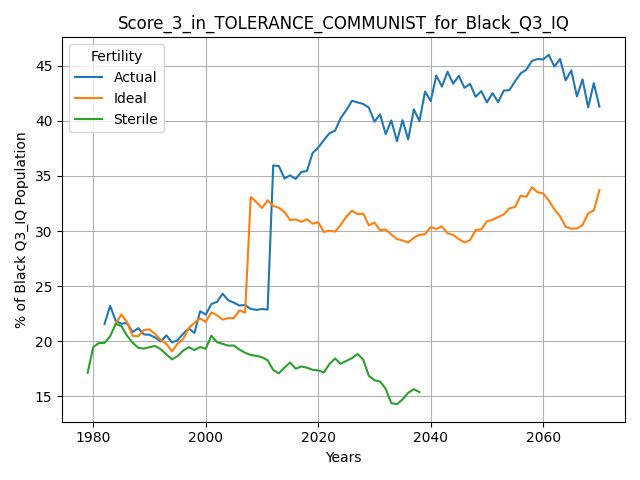 Score_3_in_TOLERANCE_COMMUNIST_for_Black_Q3_IQ
Fertility
Actual
Ideal
Sterile
% of Black Q3_IQ Population
45
40
35
30
25
20
15
1980
2000
2020
2040
2060
Years